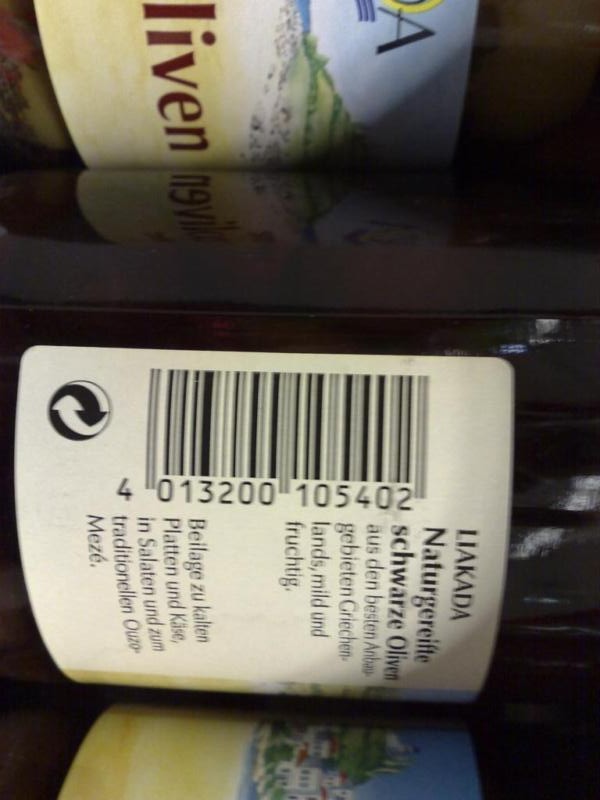 LIAKADA
Naturgereifte
schwarze Oliven
aus den besten Anbau-
gebieten Griechen-
lands, mild und
fruchtig.
Beilage zu kalten
Platten und Käse,
in Salaten und zum
traditionellen Ouzo-
Mezé.
4 013200 105402
liven
DA